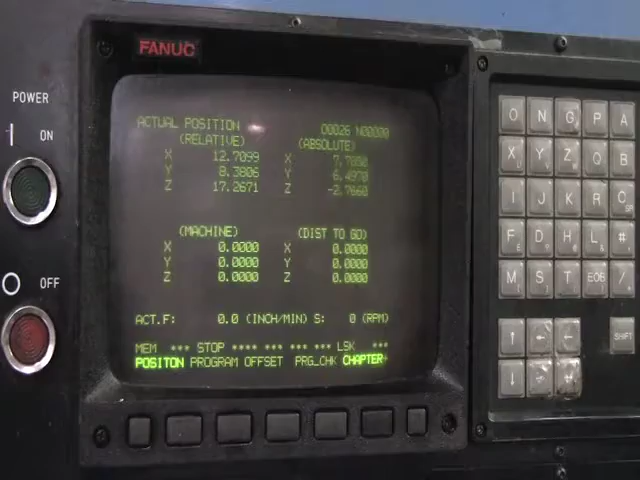 FANUC
POWER
ON
OFF
ACTUAL POSITION O0026 N00000
(RELATIVE) (ABSOLUTE)
X 12.7099 X
Y 8.3806 Y 6.4970
Z 17.2671 Z -2.7660
(MACHINE) (DIST TO GO)
X 0.0000 X 0.0000
Y 0.0000 Y 0.0000
Z 0.0000 Z 0.0000
ACT.F: 0.0 (INCH/MIN) S: 0 (RPM)
MEM *** STOP **** *** *** *** LSK ***
POSITON PROGRAM OFFSET PRG_CHK CHAPTER
O N G P A
X Y Z Q B
I J K R C
F D H L #
M S T EOB /
↑ ← ←
↓
SHIFT